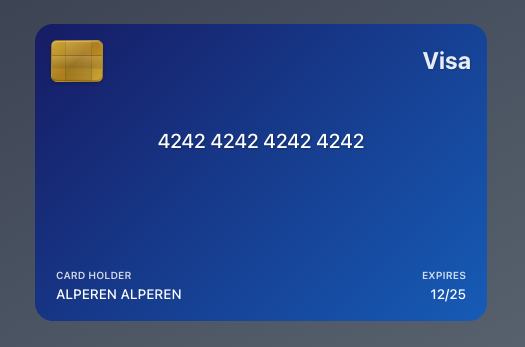 Visa
4242 4242 4242 4242
CARD HOLDER
ALPEREN ALPEREN
EXPIRES
12/25